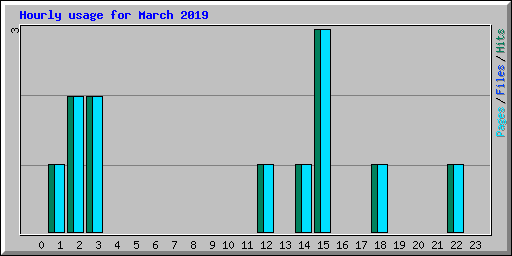 Hourly usage for March 2019
3
Pages/Files/Hits
0 1 2 3 4 5 6 7 8 9 10 11 12 13 14 15 16 17 18 19 20 21 22 23